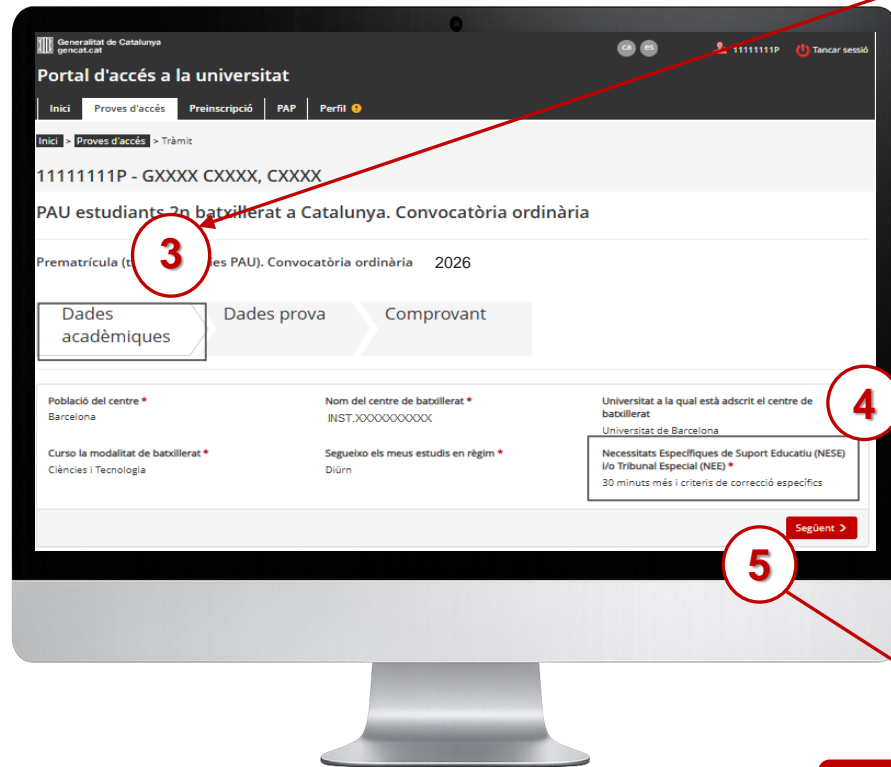 Generalitat de Catalunya
gencat.cat
ca es
11111111P
Tancar sessió
Portal d'accés a la universitat
Inici Proves d'accés Preinscripció PAP Perfil
Inici > Proves d'accés > Tràmit
11111111P - GXXXX CXXXX, CXXXX
PAU estudiants 2n batxillerat a Catalunya. Convocatòria ordinària
3
Prematrícula (t ies PAU). Convocatòria ordinària 2026
Dades
acadèmiques
Dades prova
Comprovant
Població del centre *
Barcelona
Nom del centre de batxillerat *
INST.XXXXXXXXXXX
Universitat a la qual està adscrit el centre de
batxillerat
Universitat de Barcelona
4
Curso la modalitat de batxillerat *
Ciències i Tecnologia
Segueixo els meus estudis en règim *
Diürn
Necessitats Específiques de Suport Educatiu (NESE)
i/o Tribunal Especial (NEE) *
30 minuts més i criteris de correcció específics
Següent >
5